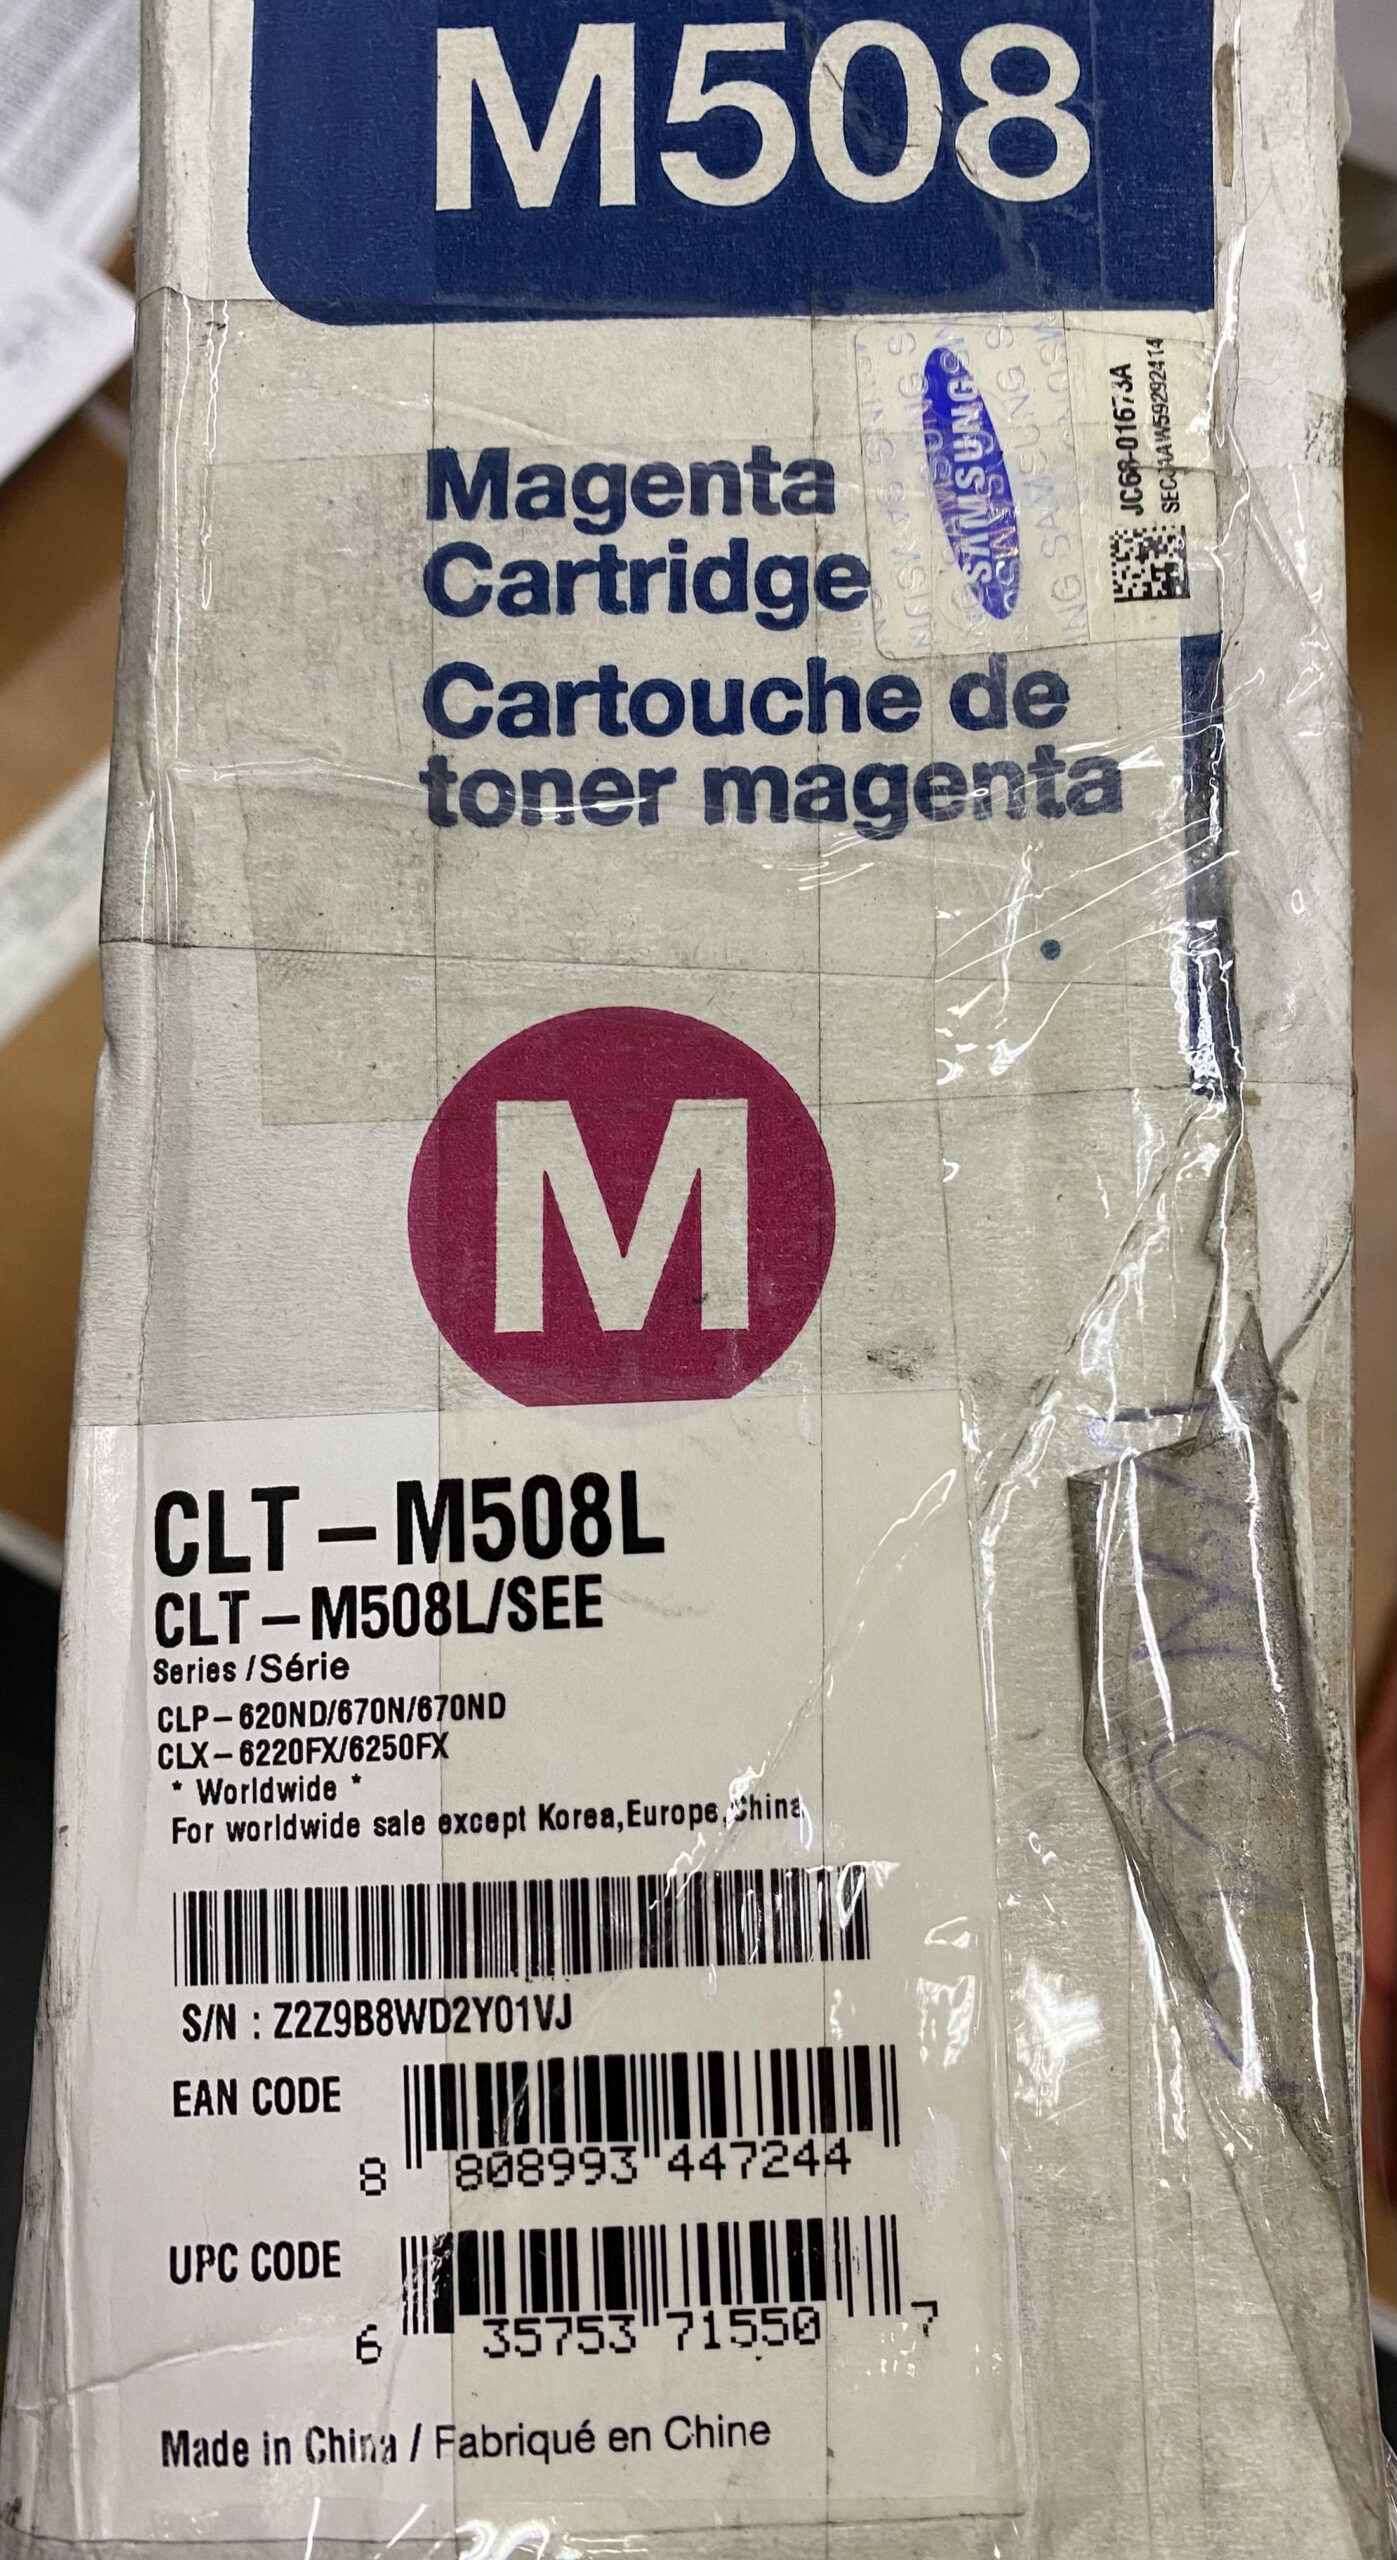 M508
SAMSUNG
JC68-01673A
Magenta
Cartridge
Cartouche de
toner magenta
M
CLT-M508L
CLT-M508L/SEE
Series/Série
CLP-620ND/670N/670ND
CLX-6220FX/6250FX
* Worldwide *
For worldwide sale except Korea,Europe,China
S/N : Z2Z9B8WD2Y01VJ
EAN CODE
8 808993 447244
UPC CODE
6 35753 71550 7
Made in China / Fabriqué en Chine